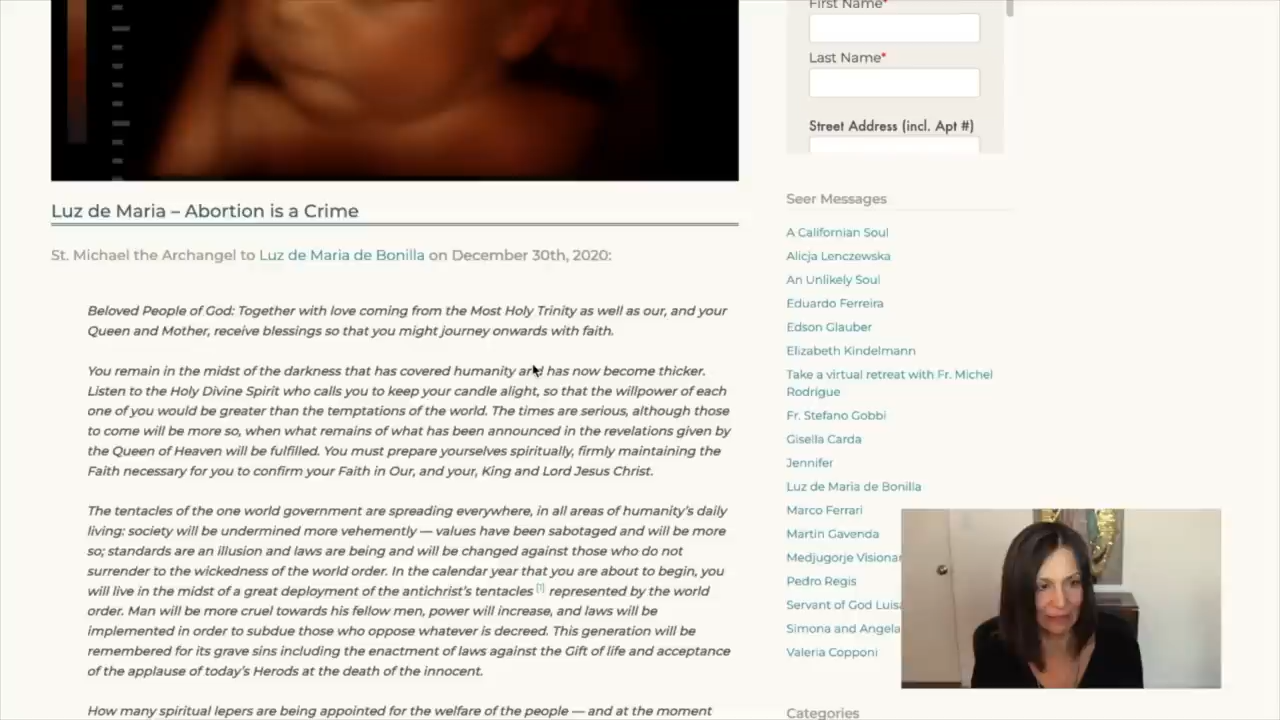 First Name*
Last Name*
Street Address (incl. Apt #)
Luz de Maria – Abortion is a Crime
St. Michael the Archangel to Luz de Maria de Bonilla on December 30th, 2020:
Beloved People of God: Together with love coming from the Most Holy Trinity as well as our, and your
Queen and Mother, receive blessings so that you might journey onwards with faith.
You remain in the midst of the darkness that has covered humanity and has now become thicker.
Listen to the Holy Divine Spirit who calls you to keep your candle alight, so that the willpower of each
one of you would be greater than the temptations of the world. The times are serious, although those
to come will be more so, when what remains of what has been announced in the revelations given by
the Queen of Heaven will be fulfilled. You must prepare yourselves spiritually, firmly maintaining the
Faith necessary for you to confirm your Faith in Our, and your, King and Lord Jesus Christ.
The tentacles of the one world government are spreading everywhere, in all areas of humanity's daily
living: society will be undermined more vehemently — values have been sabotaged and will be more
so; standards are an illusion and laws are being and will be changed against those who do not
surrender to the wickedness of the world order. In the calendar year that you are about to begin, you
will live in the midst of a great deployment of the antichrist's tentacles [1] represented by the world
order. Man will be more cruel towards his fellow men, power will increase, and laws will be
implemented in order to subdue those who oppose whatever is decreed. This generation will be
remembered for its grave sins including the enactment of laws against the Gift of life and acceptance
of the applause of today's Herods at the death of the innocent.
How many spiritual lepers are being appointed for the welfare of the people — and at the moment
Seer Messages
A Californian Soul
Alicja Lenczewska
An Unlikely Soul
Eduardo Ferreira
Edson Glauber
Elizabeth Kindelmann
Take a virtual retreat with Fr. Michel
Rodrigue
Fr. Stefano Gobbi
Gisella Carda
Jennifer
Luz de Maria de Bonilla
Marco Ferrari
Martin Gavenda
Medjugorje Visionar
Pedro Regis
Servant of God Luisa
Simona and Angela
Valeria Copponi
Categories